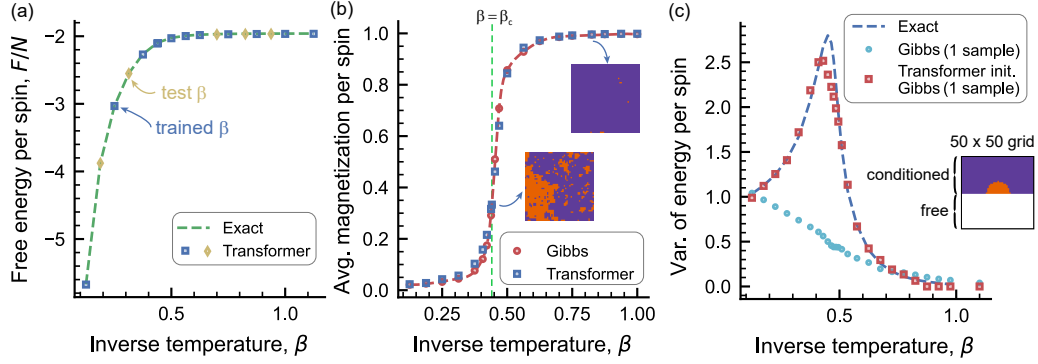 (a)
Free energy per spin, F/N
−2
−3
−4
−5
test β
trained β
Exact
Transformer
0.5
1.0
Inverse temperature, β
(b)
β = β_c
Avg. magnetization per spin
1.0
0.8
0.6
0.4
0.2
0.0
Gibbs
Transformer
0.25
0.50
0.75
1.00
Inverse temperature, β
(c)
Var. of energy per spin
2.5
2.0
1.5
1.0
0.5
0.0
Exact
Gibbs (1 sample)
Transformer init.
Gibbs (1 sample)
50 x 50 grid
conditioned
free
0.5
1.0
Inverse temperature, β